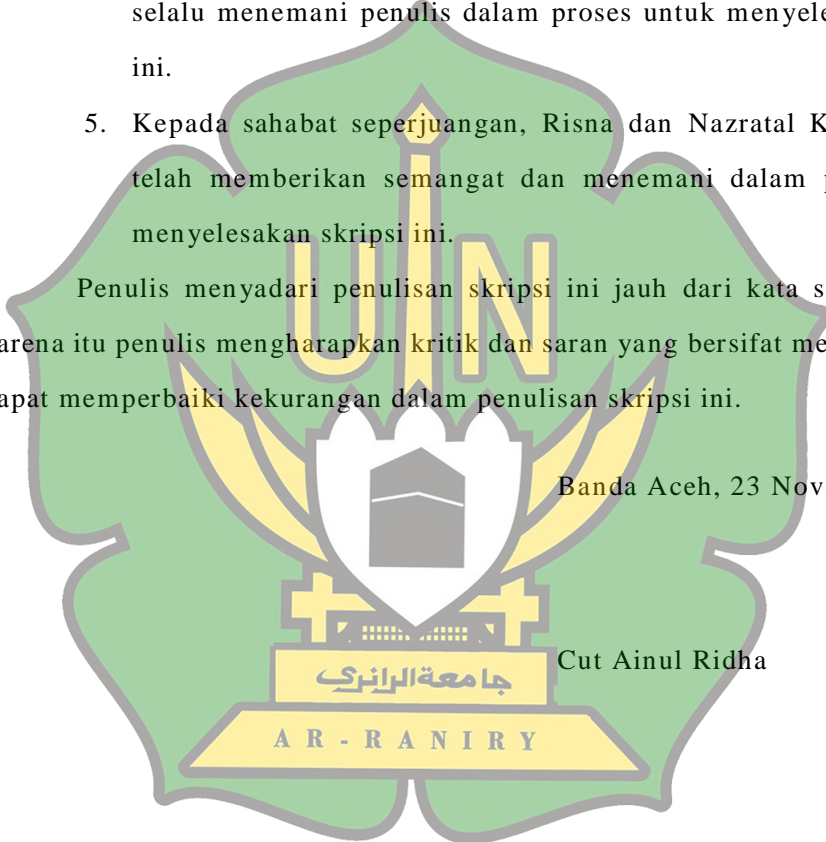 selalu menemani penulis dalam proses untuk menyele
ini.
5. Kepada sahabat seperjuangan, Risna dan Nazratal K
telah memberikan semangat dan menemani dalam p
menyelesakan skripsi ini.
Penulis menyadari penulisan skripsi ini jauh dari kata s
arena itu penulis mengharapkan kritik dan saran yang bersifat me
apat memperbaiki kekurangan dalam penulisan skripsi ini.
Banda Aceh, 23 Nov
Cut Ainul Ridha
UIN
جامعةالرانري
AR-RANIRY